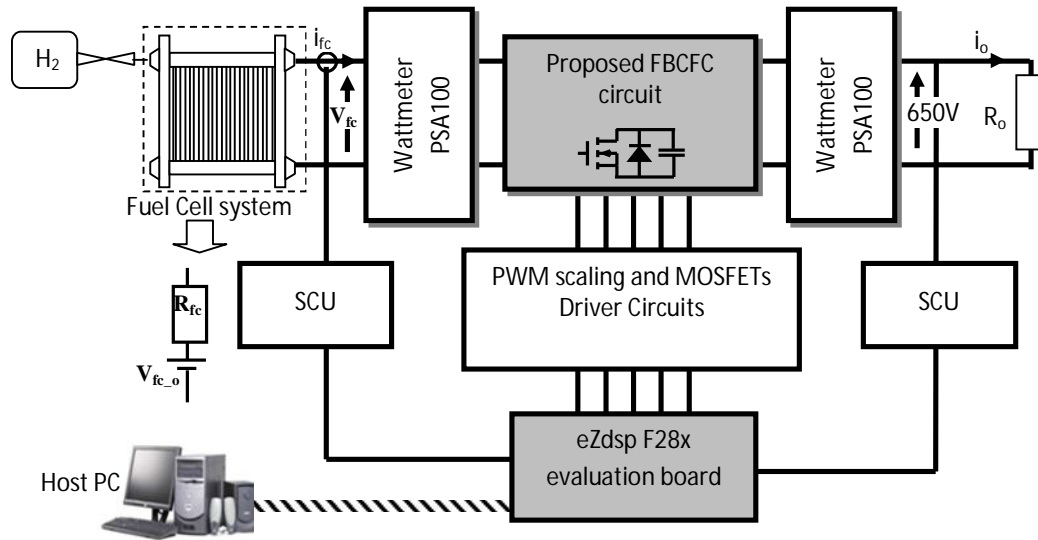 H2
ifc
Vfc
Wattmeter
PSA100
Proposed FBCFC
circuit
Wattmeter
PSA100
io
650V
Ro
Fuel Cell system
Rfc
Vfc_o
SCU
PWM scaling and MOSFETs
Driver Circuits
SCU
eZdsp F28x
evaluation board
Host PC